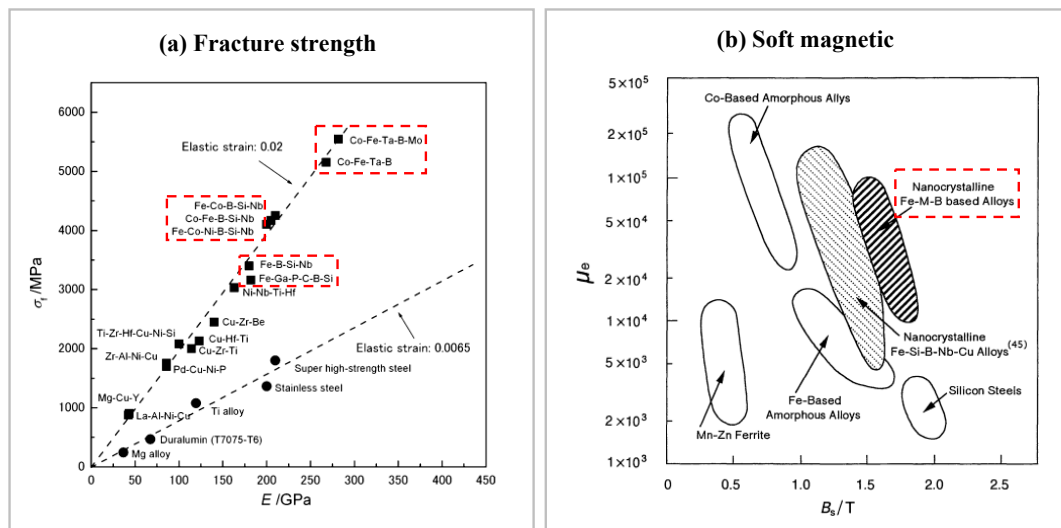 (a) Fracture strength
6000
5000
4000
3000
2000
1000
0
σf /MPa
0
50
100
150
200
250
300
350
400
450
E /GPa
Elastic strain: 0.02
Co-Fe-Ta-B-Mo
Co-Fe-Ta-B
Fe-Co-B-Si-Nb
Co-Fe-B-Si-Nb
Fe-Co-Ni-B-Si-Nb
Fe-B-Si-Nb
Fe-Ga-P-C-B-Si
Ni-Nb-Ti-Hf
Cu-Zr-Be
Ti-Zr-Hf-Cu-Ni-Si
Cu-Hf-Ti
Cu-Zr-Ti
Zr-Al-Ni-Cu
Pd-Cu-Ni-P
Elastic strain: 0.0065
Super high-strength steel
Stainless steel
Mg-Cu-Y
La-Al-Ni-Cu
Ti alloy
Duralumin (T7075-T6)
Mg alloy
(b) Soft magnetic
5×10⁵
2×10⁵
1×10⁵
5×10⁴
2×10⁴
1×10⁴
5×10³
2×10³
1×10³
μe
0
0.5
1.0
1.5
2.0
2.5
Bs/T
Co-Based Amorphous Allys
Nanocrystalline
Fe-M-B based Alloys
Nanocrystalline
Fe-Si-B-Nb-Cu Alloys(45)
Fe-Based
Amorphous Alloys
Silicon Steels
Mn-Zn Ferrite